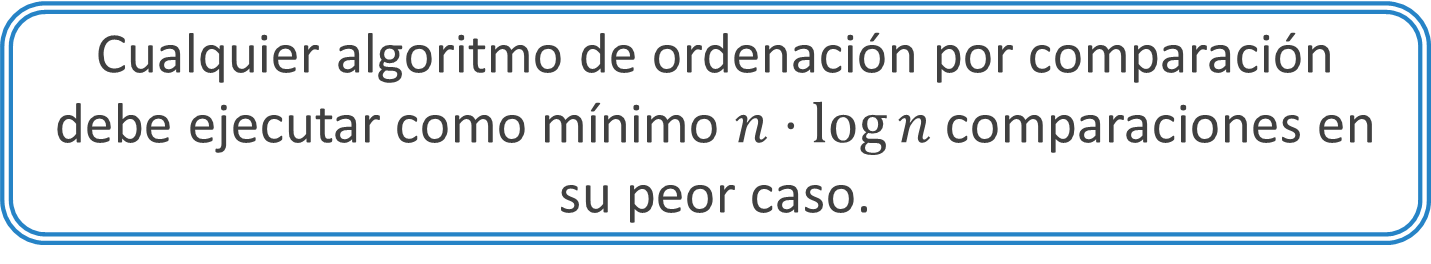 Cualquier algoritmo de ordenación por comparación
debe ejecutar como mínimo n · log n comparaciones en
su peor caso.